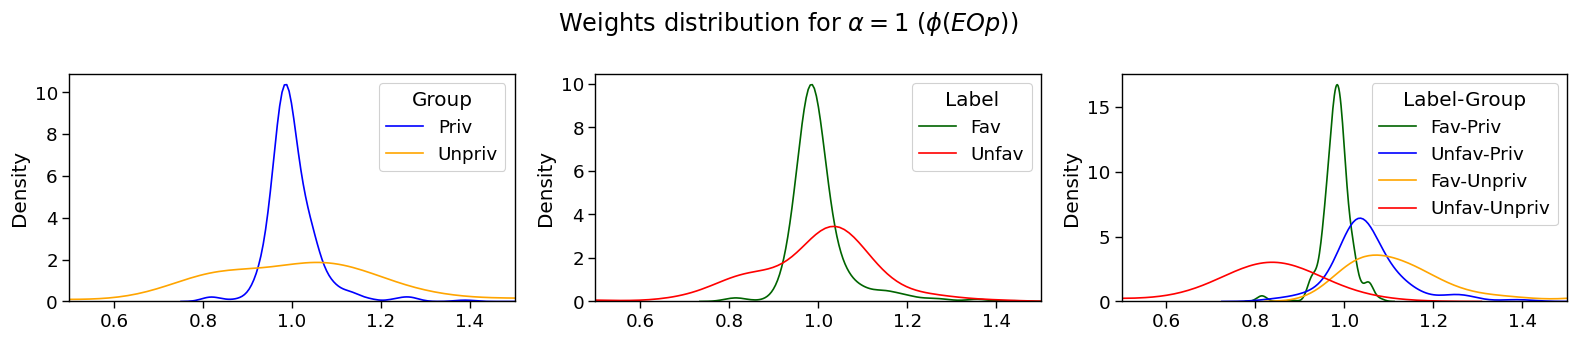 Weights distribution for α = 1 (ϕ(EOp))
Density
10
8
6
4
2
0
0.6 0.8 1.0 1.2 1.4
Group
Priv
Unpriv
Density
10
8
6
4
2
0
0.6 0.8 1.0 1.2 1.4
Label
Fav
Unfav
Density
15
10
5
0
0.6 0.8 1.0 1.2 1.4
Label-Group
Fav-Priv
Unfav-Priv
Fav-Unpriv
Unfav-Unpriv